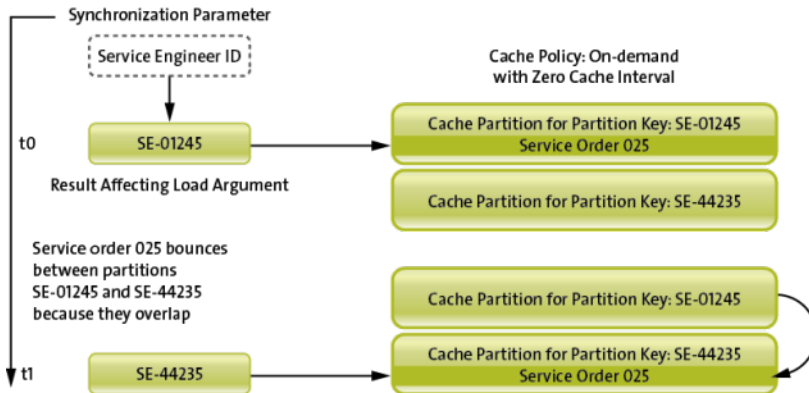 Synchronization Parameter
Service Engineer ID
Cache Policy: On-demand
with Zero Cache Interval
t0
SE-01245
Cache Partition for Partition Key: SE-01245
Service Order 025
Result Affecting Load Argument
Cache Partition for Partition Key: SE-44235
Service order 025 bounces
between partitions
SE-01245 and SE-44235
because they overlap
Cache Partition for Partition Key: SE-01245
t1
SE-44235
Cache Partition for Partition Key: SE-44235
Service Order 025